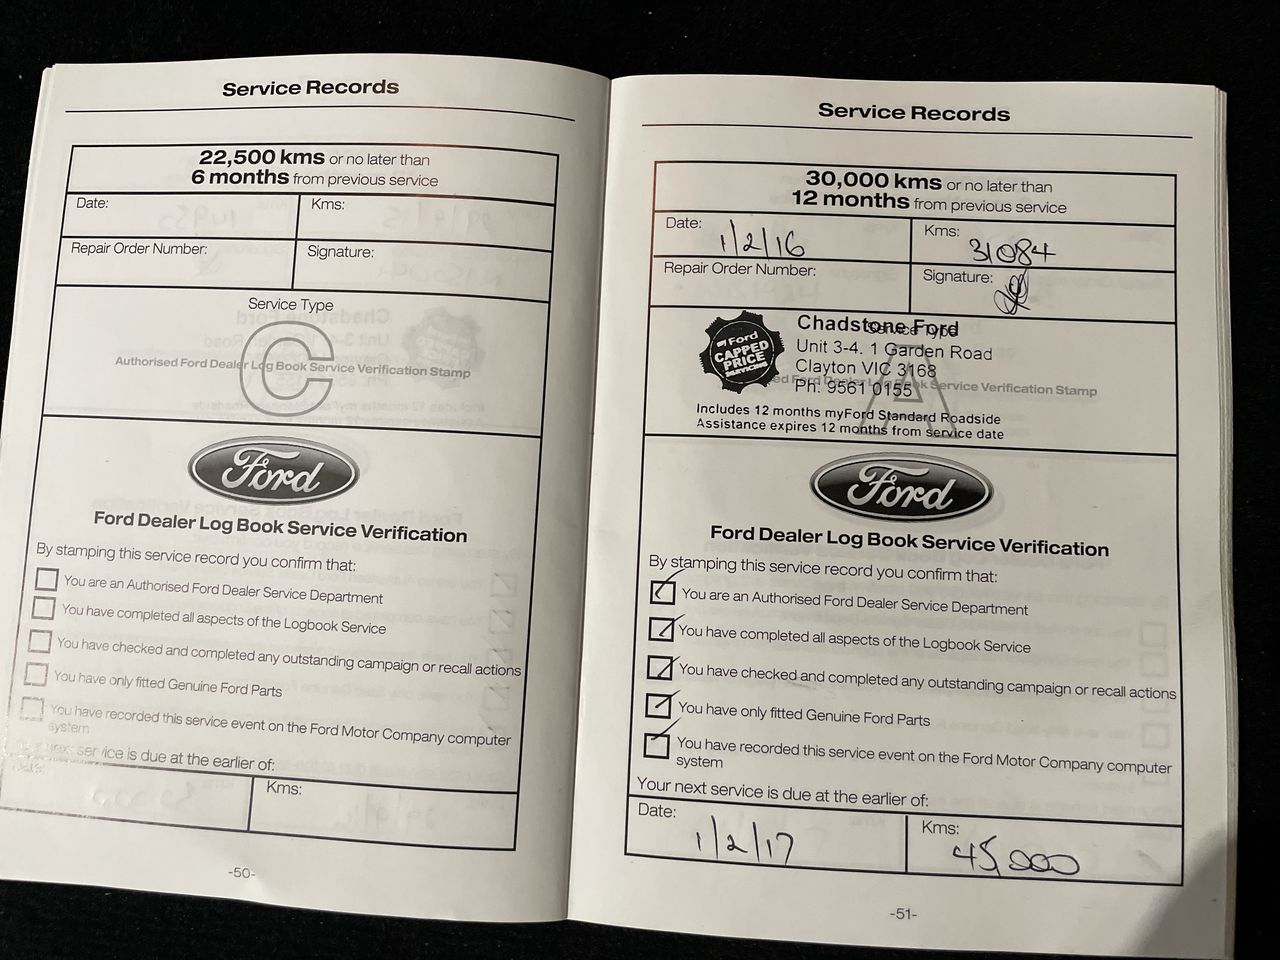 Service Records
22,500 kms or no later than
6 months from previous service
Date:
Kms:
Repair Order Number:
Signature:
Service Type
C
Authorised Ford Dealer Log Book Service Verification Stamp
Ford
Ford Dealer Log Book Service Verification
By stamping this service record you confirm that:
You are an Authorised Ford Dealer Service Department
You have completed all aspects of the Logbook Service
You have checked and completed any outstanding campaign or recall actions
You have only fitted Genuine Ford Parts
You have recorded this service event on the Ford Motor Company computer
system
next service is due at the earlier of:
Kms:
-50-
Service Records
30,000 kms or no later than
12 months from previous service
Date: 1/2/16
Kms: 31084
Repair Order Number:
Signature:
Service Type
A
my Ford
CAPPED
PRICE
SERVICING
Chadstone Ford
Unit 3-4. 1 Garden Road
Clayton VIC 3168
Ph: 9561 0155
Service Verification Stamp
Includes 12 months myFord Standard Roadside
Assistance expires 12 months from service date
Ford
Ford Dealer Log Book Service Verification
By stamping this service record you confirm that:
You are an Authorised Ford Dealer Service Department
You have completed all aspects of the Logbook Service
You have checked and completed any outstanding campaign or recall actions
You have only fitted Genuine Ford Parts
You have recorded this service event on the Ford Motor Company computer
system
Your next service is due at the earlier of:
Date: 1/2/17
Kms: 45,000
-51-